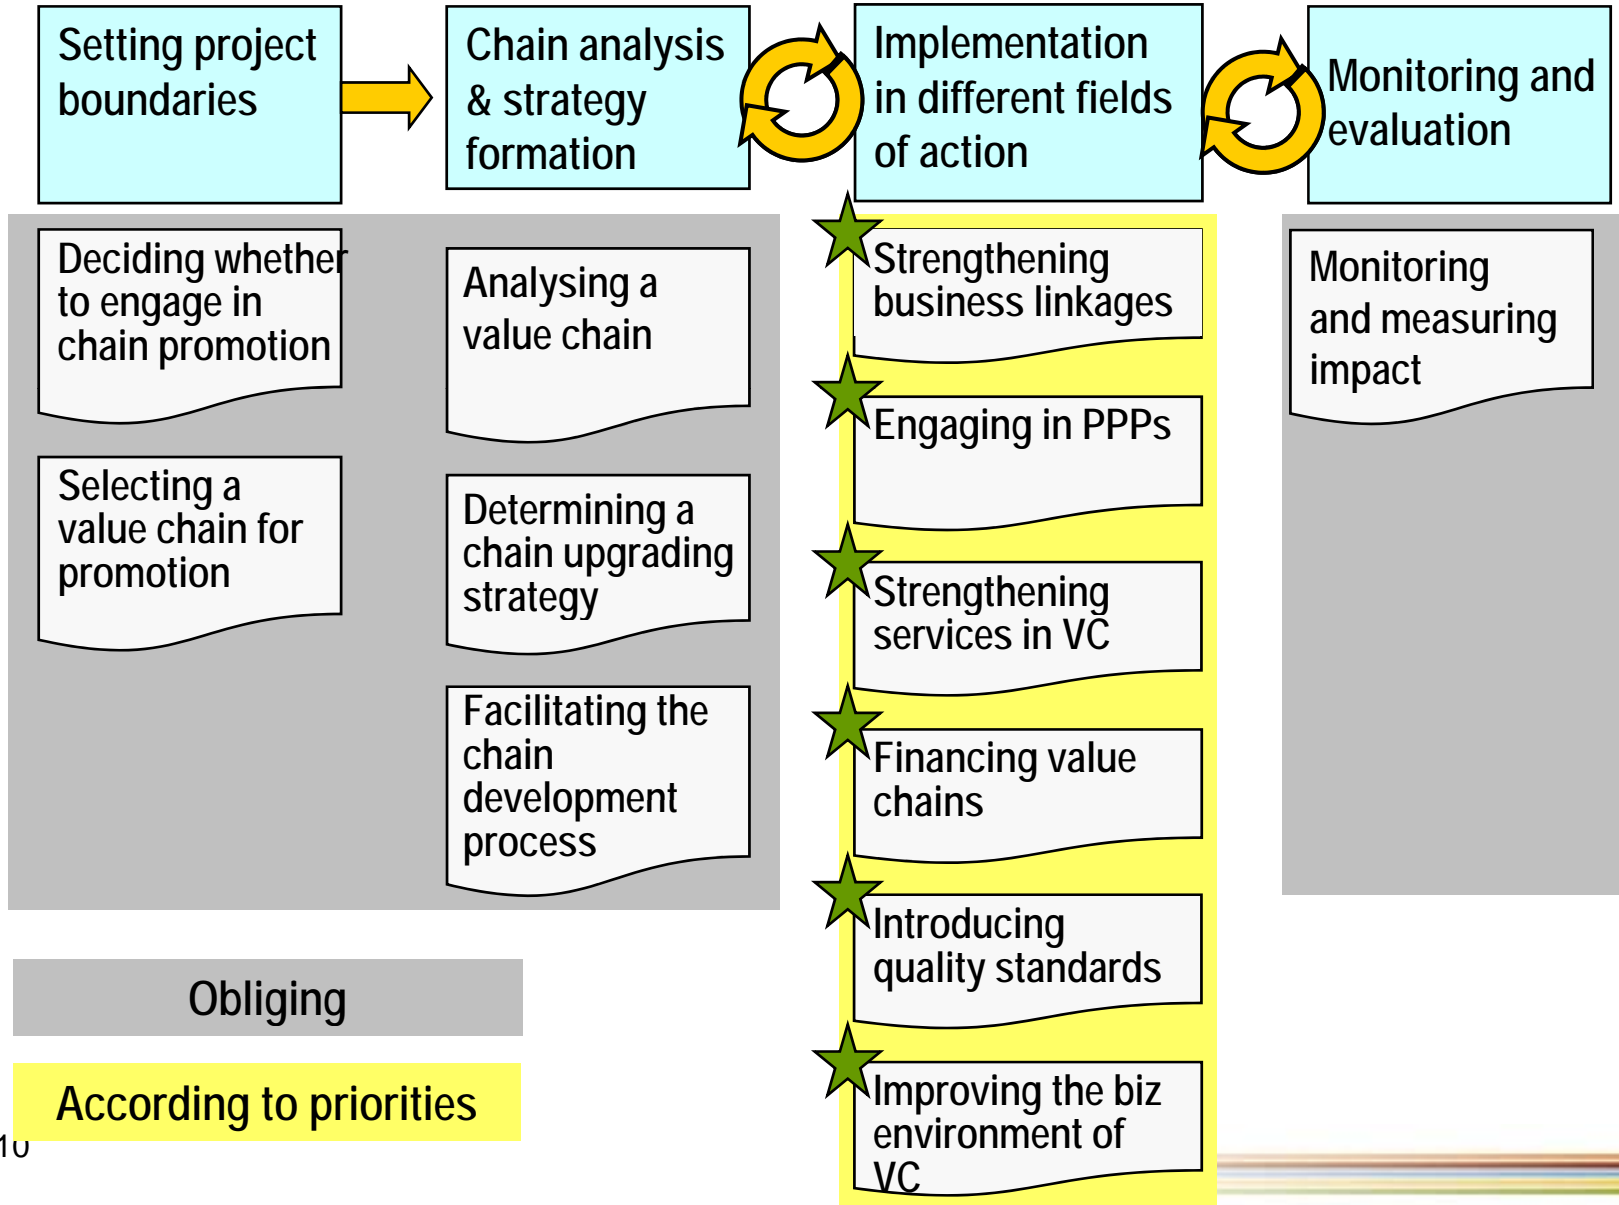 Setting project
boundaries
Chain analysis
& strategy
formation
Implementation
in different fields
of action
Monitoring and
evaluation
Deciding whether
to engage in
chain promotion
Selecting a
value chain for
promotion
Analysing a
value chain
Determining a
chain upgrading
strategy
Facilitating the
chain
development
process
Strengthening
business linkages
Engaging in PPPs
Strengthening
services in VC
Financing value
chains
Introducing
quality standards
Improving the biz
environment of
VC
Monitoring
and measuring
impact
Obliging
According to priorities
10